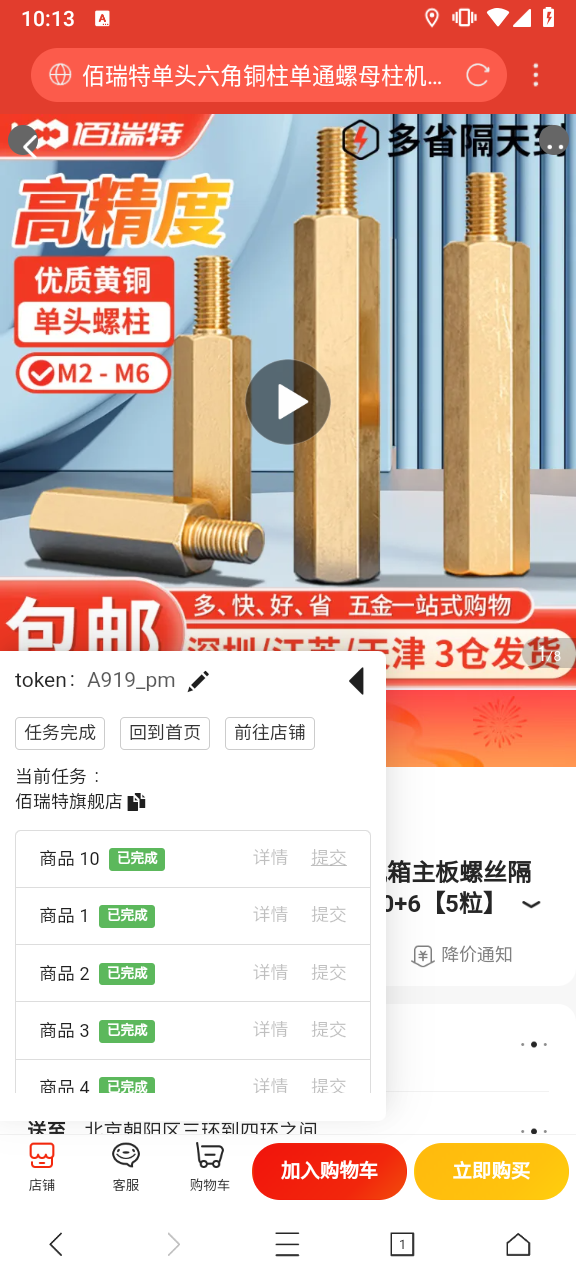 10:13
佰瑞特单头六角铜柱单通螺母柱机...
佰瑞特
多省隔天到
高精度
优质黄铜
单头螺柱
M2 - M6
包邮
多、快、好、省 五金一站式购物
深圳/江苏/天津 3仓发货
1/8
token: A919_pm
任务完成 回到首页 前往店铺
当前任务：
佰瑞特旗舰店
商品 10 已完成 详情 提交
商品 1 已完成 详情 提交
商品 2 已完成 详情 提交
商品 3 已完成 详情 提交
商品 4 已完成 详情 提交
箱主板螺丝隔
0+6【5粒】
降价通知
送至 北京朝阳区三环到四环之间
店铺 客服 购物车 加入购物车 立即购买
1